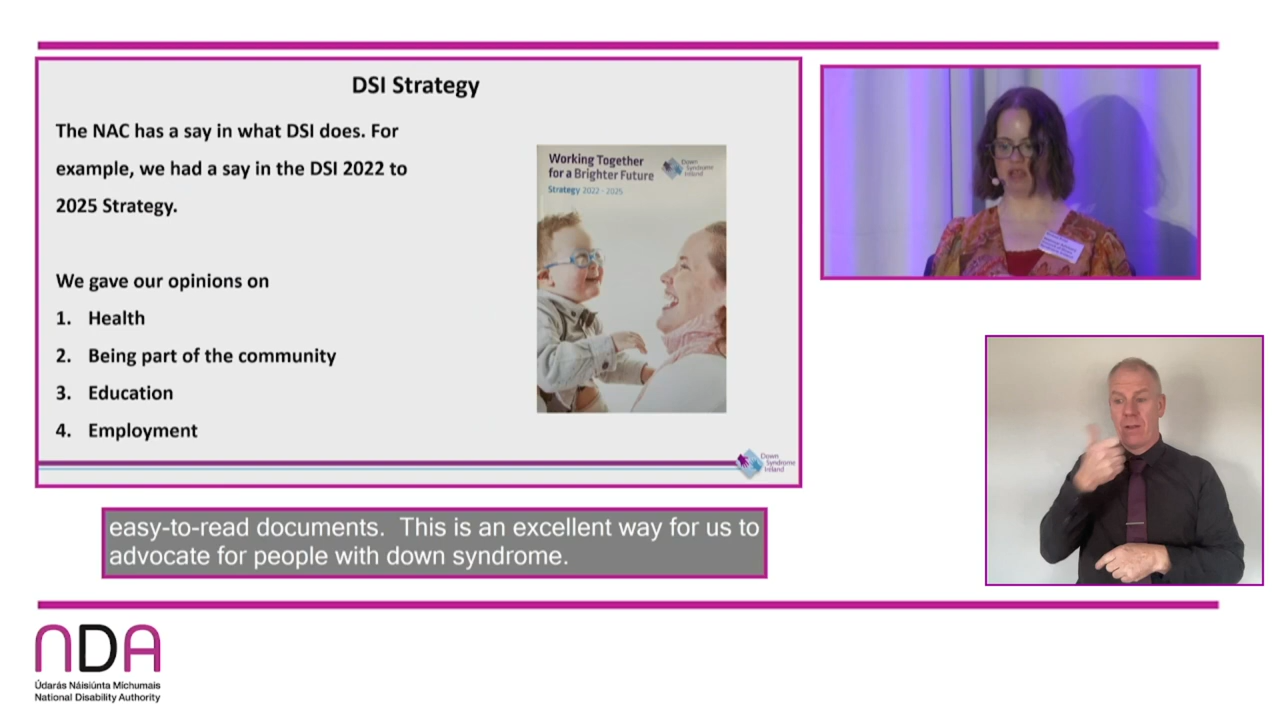 DSI Strategy
The NAC has a say in what DSI does. For
example, we had a say in the DSI 2022 to
2025 Strategy.
We gave our opinions on
1. Health
2. Being part of the community
3. Education
4. Employment
Working Together
for a Brighter Future
Strategy 2022 - 2025
Down
Syndrome
Ireland
Down
Syndrome
Ireland
easy-to-read documents. This is an excellent way for us to
advocate for people with down syndrome.
NDA
Údarás Náisiúnta Míchumais
National Disability Authority